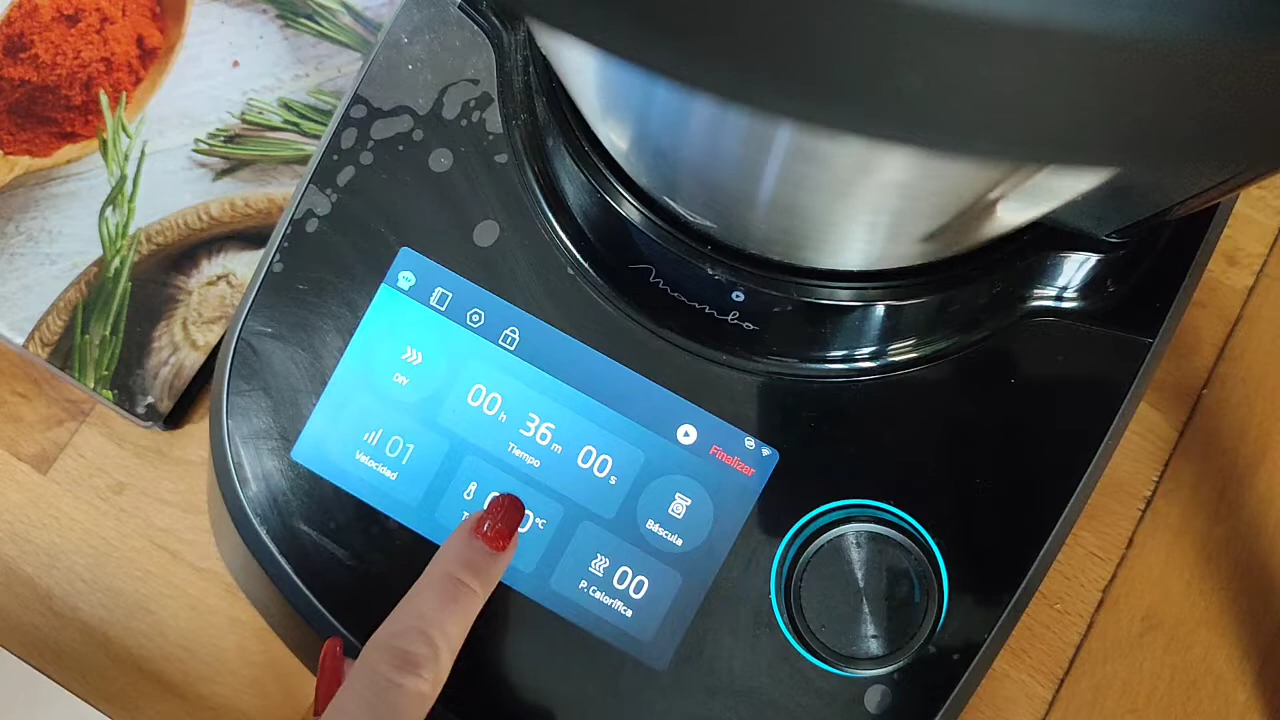 Mambo
DIY
00h 36m 00s
Tiempo
Finalizar
01
Velocidad
°C
Báscula
00
P. Calorífica